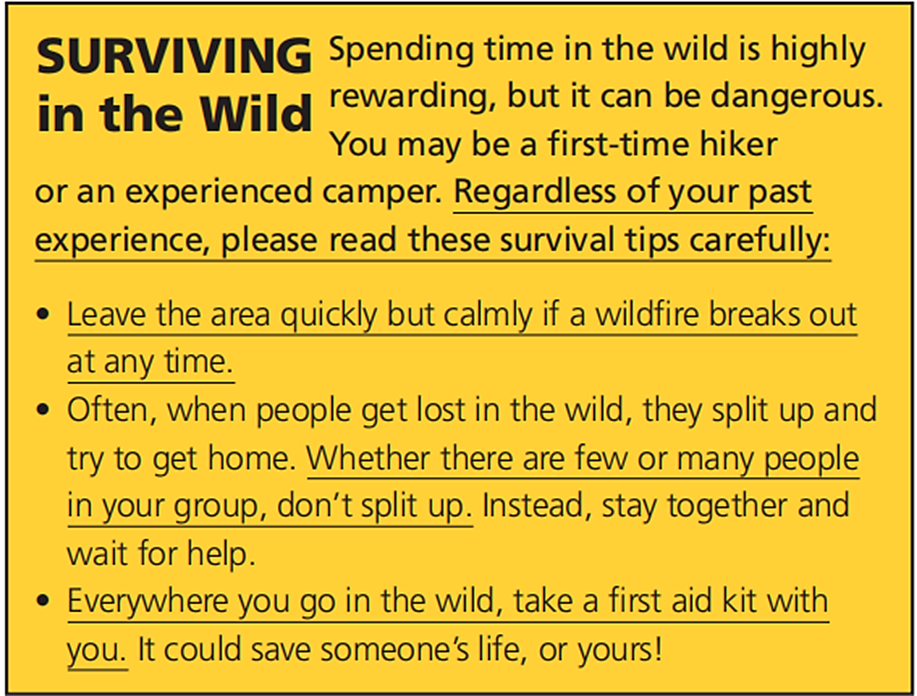 SURVIVING
in the Wild
Spending time in the wild is highly
rewarding, but it can be dangerous.
You may be a first-time hiker
or an experienced camper. Regardless of your past
experience, please read these survival tips carefully:
• Leave the area quickly but calmly if a wildfire breaks out
at any time.
• Often, when people get lost in the wild, they split up and
try to get home. Whether there are few or many people
in your group, don't split up. Instead, stay together and
wait for help.
• Everywhere you go in the wild, take a first aid kit with
you. It could save someone's life, or yours!